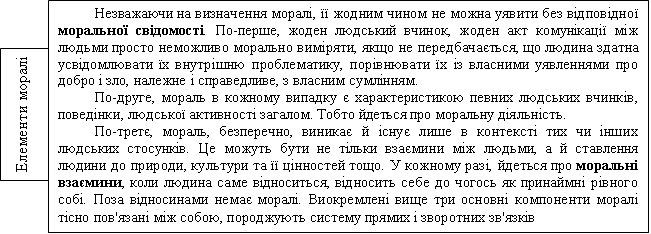 Елементи моралі
Незважаючи на визначення моралі, її жодним чином не можна уявити без відповідної
моральної свідомості. По-перше, жоден людський вчинок, жоден акт комунікації між
людьми просто неможливо морально виміряти, якщо не передбачається, що людина здатна
усвідомлювати їх внутрішню проблематику, порівнювати їх із власними уявленнями про
добро і зло, належне і справедливе, з власним сумлінням.
По-друге, мораль в кожному випадку є характеристикою певних людських вчинків,
поведінки, людської активності загалом. Тобто йдеться про моральну діяльність.
По-третє, мораль, безперечно, виникає й існує лише в контексті тих чи інших
людських стосунків. Це можуть бути не тільки взаємини між людьми, а й ставлення
людини до природи, культури та її цінностей тощо. У кожному разі, йдеться про моральні
взаємини, коли людина саме відноситься, відносить себе до чогось як принаймні рівного
собі. Поза відносинами немає моралі. Виокремлені вище три основні компоненти моралі
тісно пов'язані між собою, породжують систему прямих і зворотних зв'язків